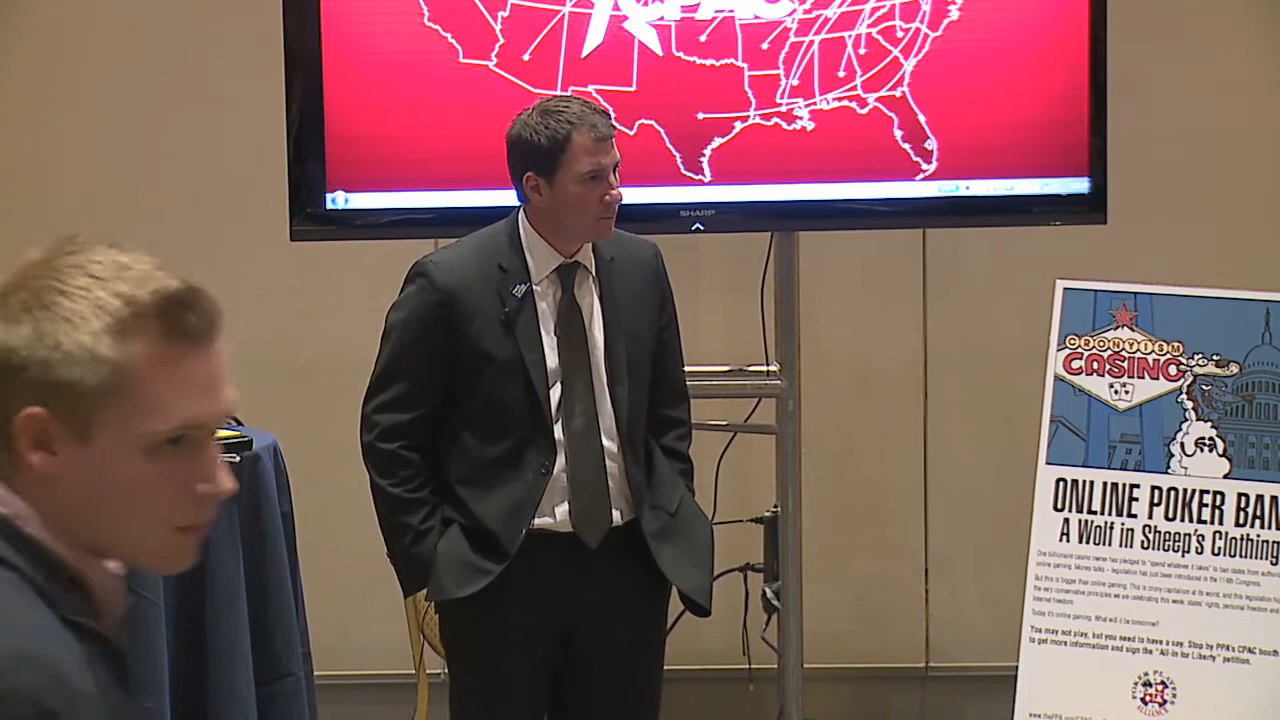 CPAC
SHARP
CRONYISM
CASINO
ONLINE POKER BAN
A Wolf in Sheep's Clothing
One billionaire casino owner has pledged to "spend whatever it takes" to ban states from
online gaming. Money talks – legislation has just been introduced in the 114th Congress.
But this is bigger than online gaming. This is crony capitalism at its worst, and this legislation
the very conservative principles we are celebrating this week: states' rights, personal freedom and
Internet freedom.
Today it's online gaming. What will it be tomorrow?
You may not play, but you need to have a say. Stop by PPA's CPAC booth
to get more information and sign the "All-in for Liberty" petition.
POKER PLAYERS
ALLIANCE